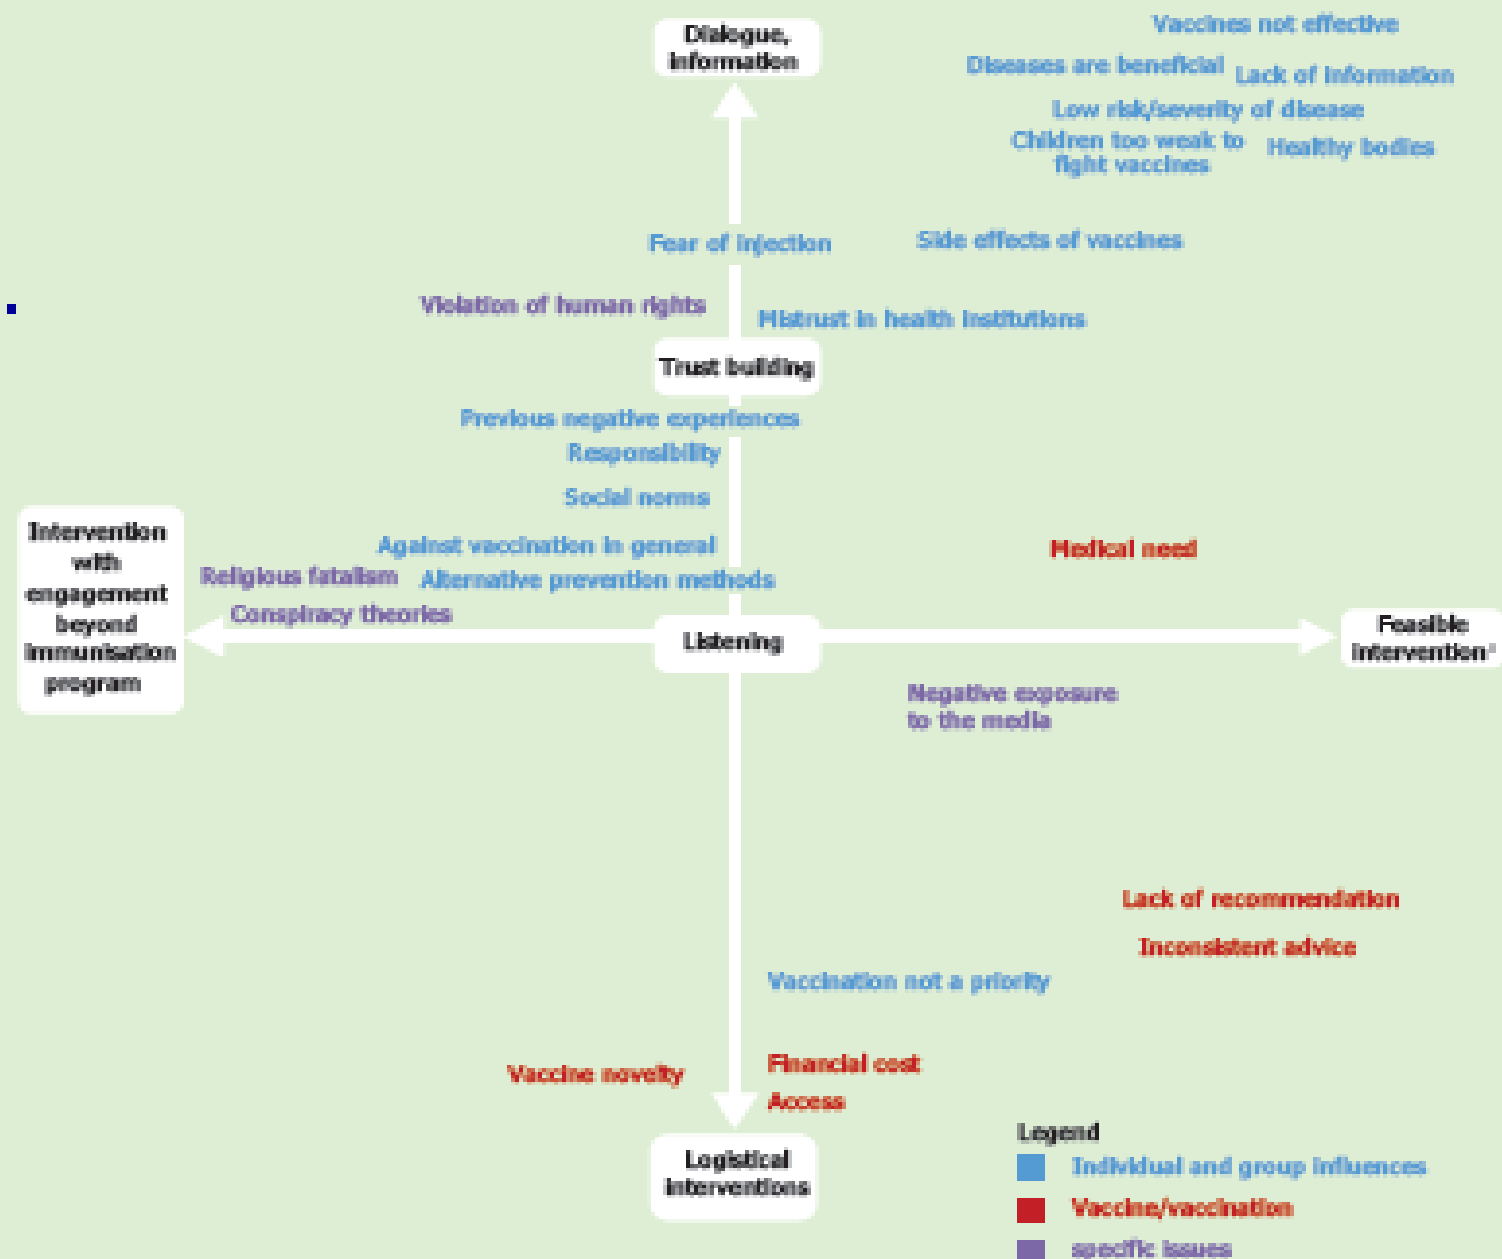 Dialogue,
information
Vaccines not effective
Diseases are beneficial
Lack of information
Low risk/severity of disease
Children too weak to
fight vaccines
Healthy bodies
Fear of injection
Side effects of vaccines
Violation of human rights
Mistrust in health institutions
Trust building
Previous negative experiences
Responsibility
Social norms
Against vaccination in general
Medical need
Religious fatalism
Alternative prevention methods
Conspiracy theories
Intervention
with
engagement
beyond
immunisation
program
Listening
Feasible
intervention
Negative exposure
to the media
Lack of recommendation
Inconsistent advice
Vaccination not a priority
Vaccine novelty
Financial cost
Access
Logistical
interventions
Legend
Individual and group influences
Vaccine/vaccination
specific issues